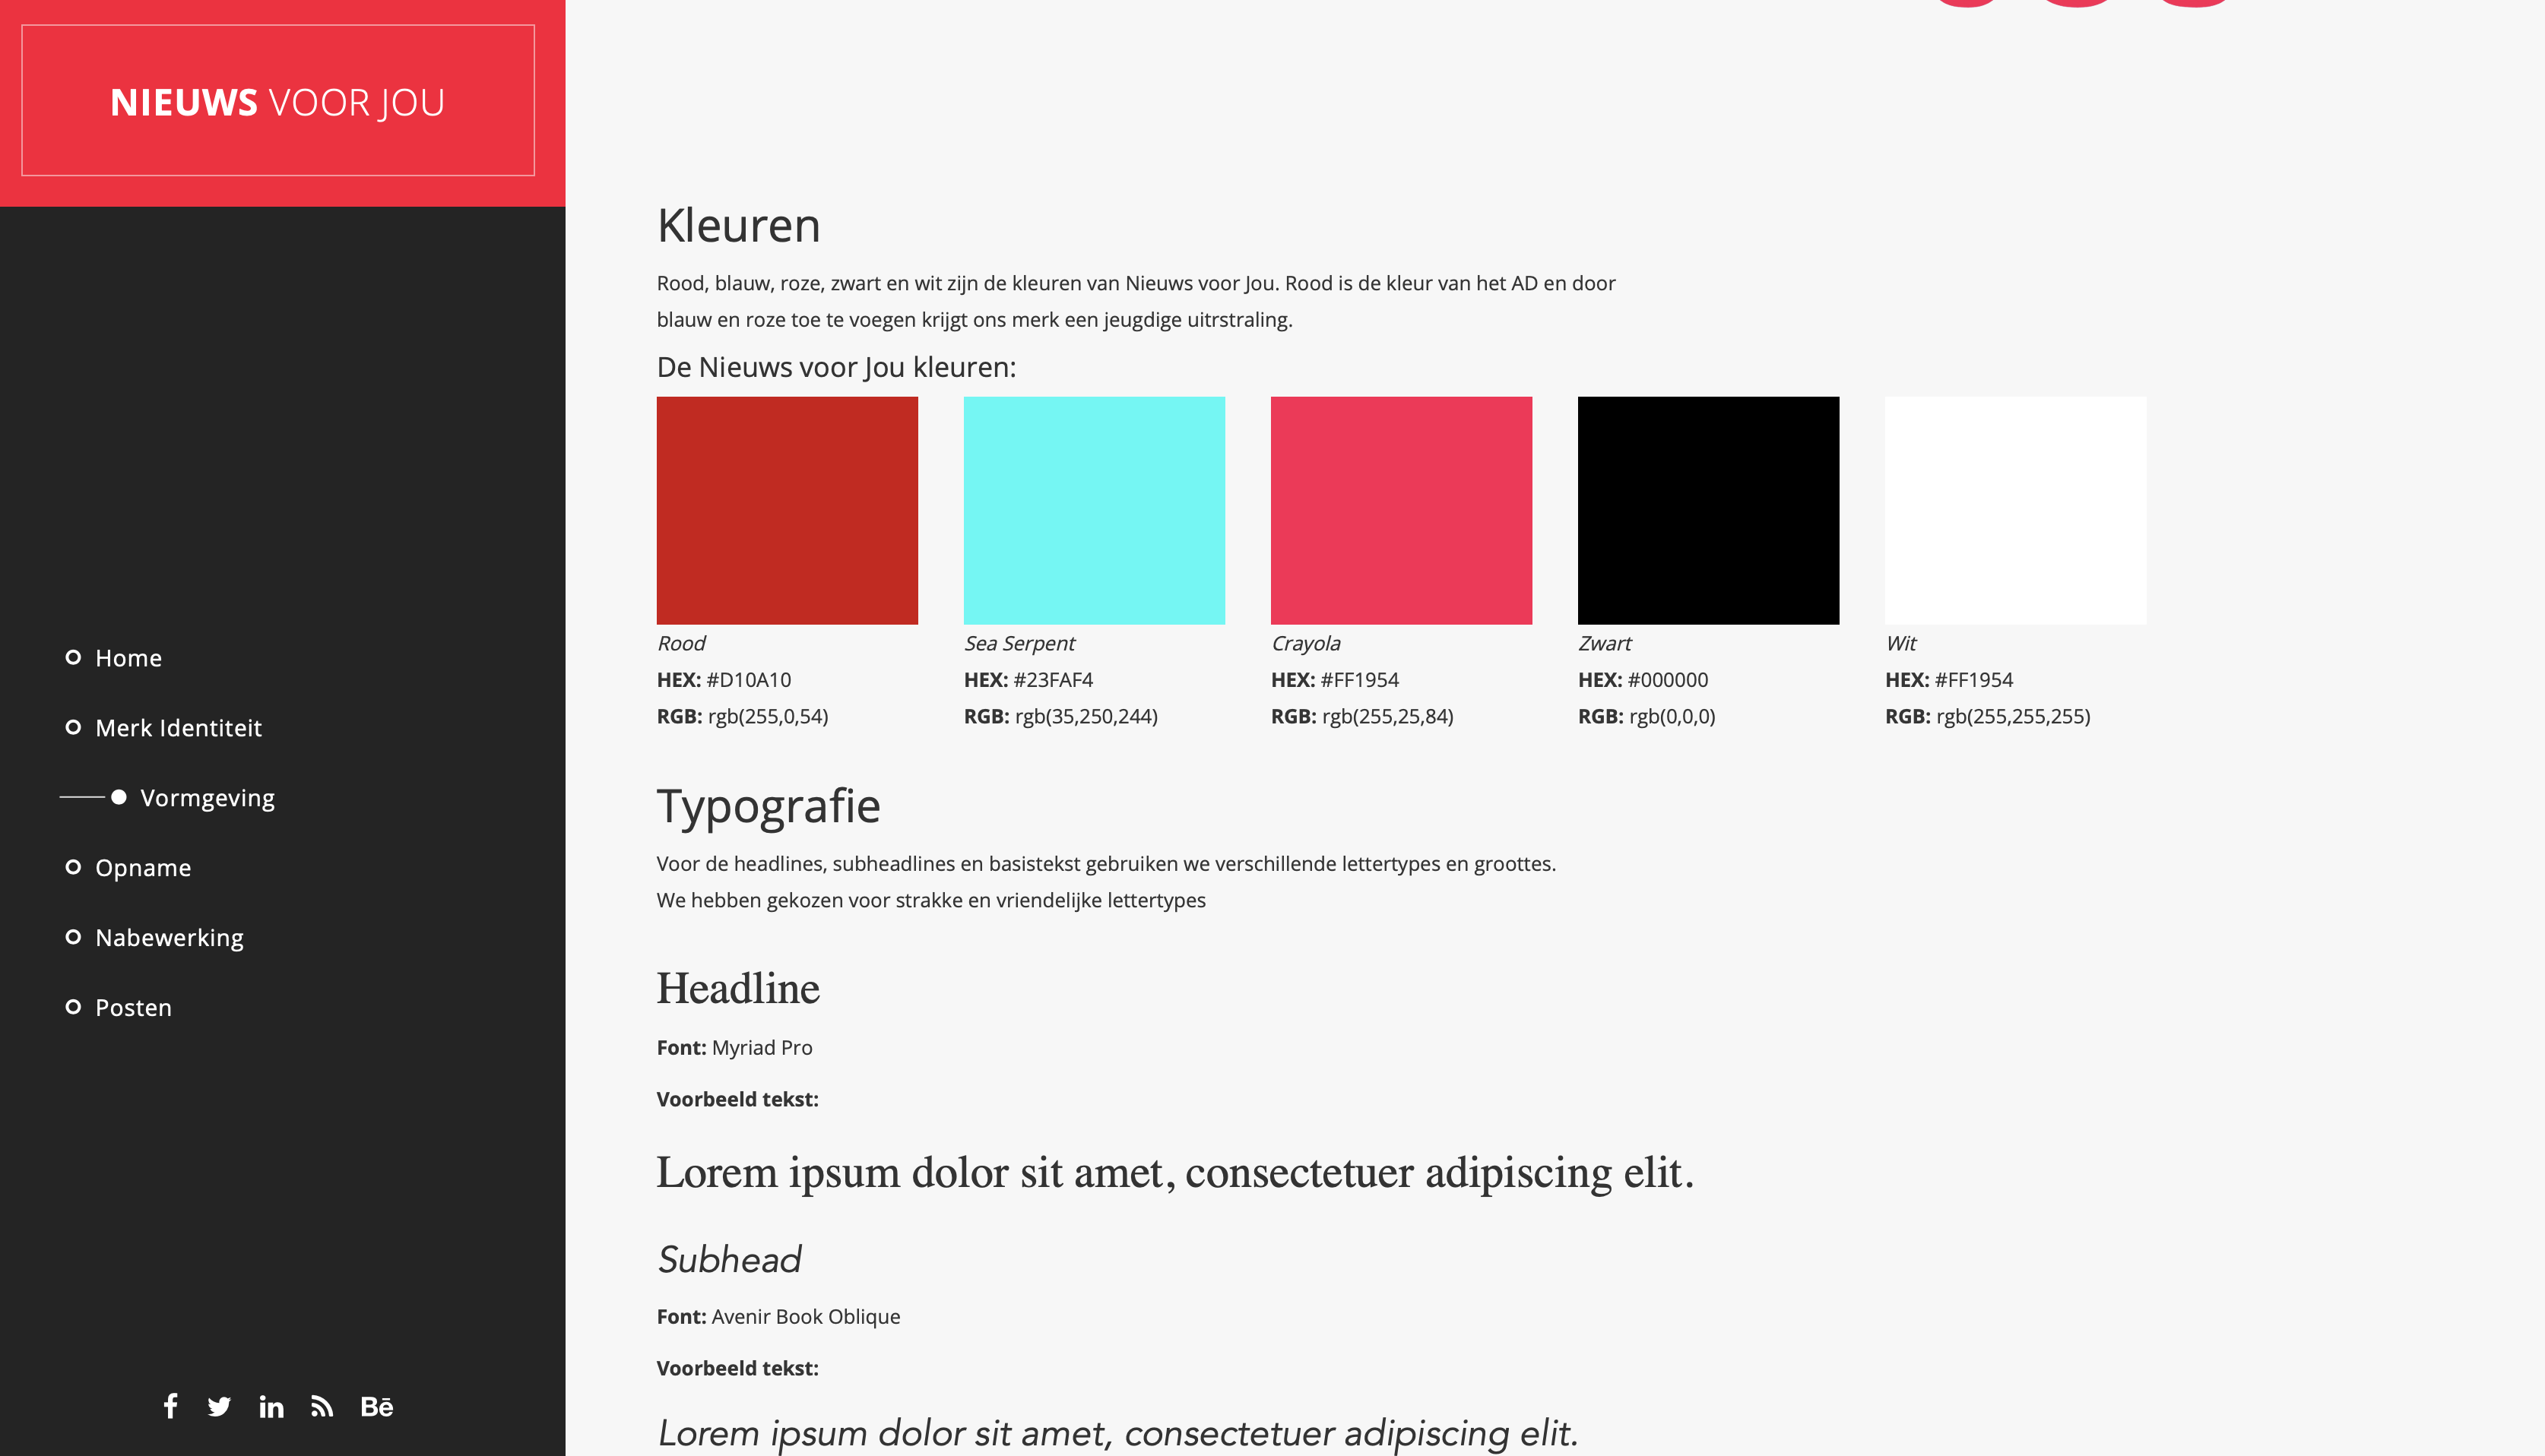 NIEUWS VOOR JOU
Home
Merk Identiteit
Vormgeving
Opname
Nabewerking
Posten
Bē
Kleuren
Rood, blauw, roze, zwart en wit zijn de kleuren van Nieuws voor Jou. Rood is de kleur van het AD en door
blauw en roze toe te voegen krijgt ons merk een jeugdige uitrstraling.
De Nieuws voor Jou kleuren:
Rood
HEX: #D10A10
RGB: rgb(255,0,54)
Sea Serpent
HEX: #23FAF4
RGB: rgb(35,250,244)
Crayola
HEX: #FF1954
RGB: rgb(255,25,84)
Zwart
HEX: #000000
RGB: rgb(0,0,0)
Wit
HEX: #FF1954
RGB: rgb(255,255,255)
Typografie
Voor de headlines, subheadlines en basistekst gebruiken we verschillende lettertypes en groottes.
We hebben gekozen voor strakke en vriendelijke lettertypes
Headline
Font: Myriad Pro
Voorbeeld tekst:
Lorem ipsum dolor sit amet, consectetuer adipiscing elit.
Subhead
Font: Avenir Book Oblique
Voorbeeld tekst:
Lorem ipsum dolor sit amet, consectetuer adipiscing elit.